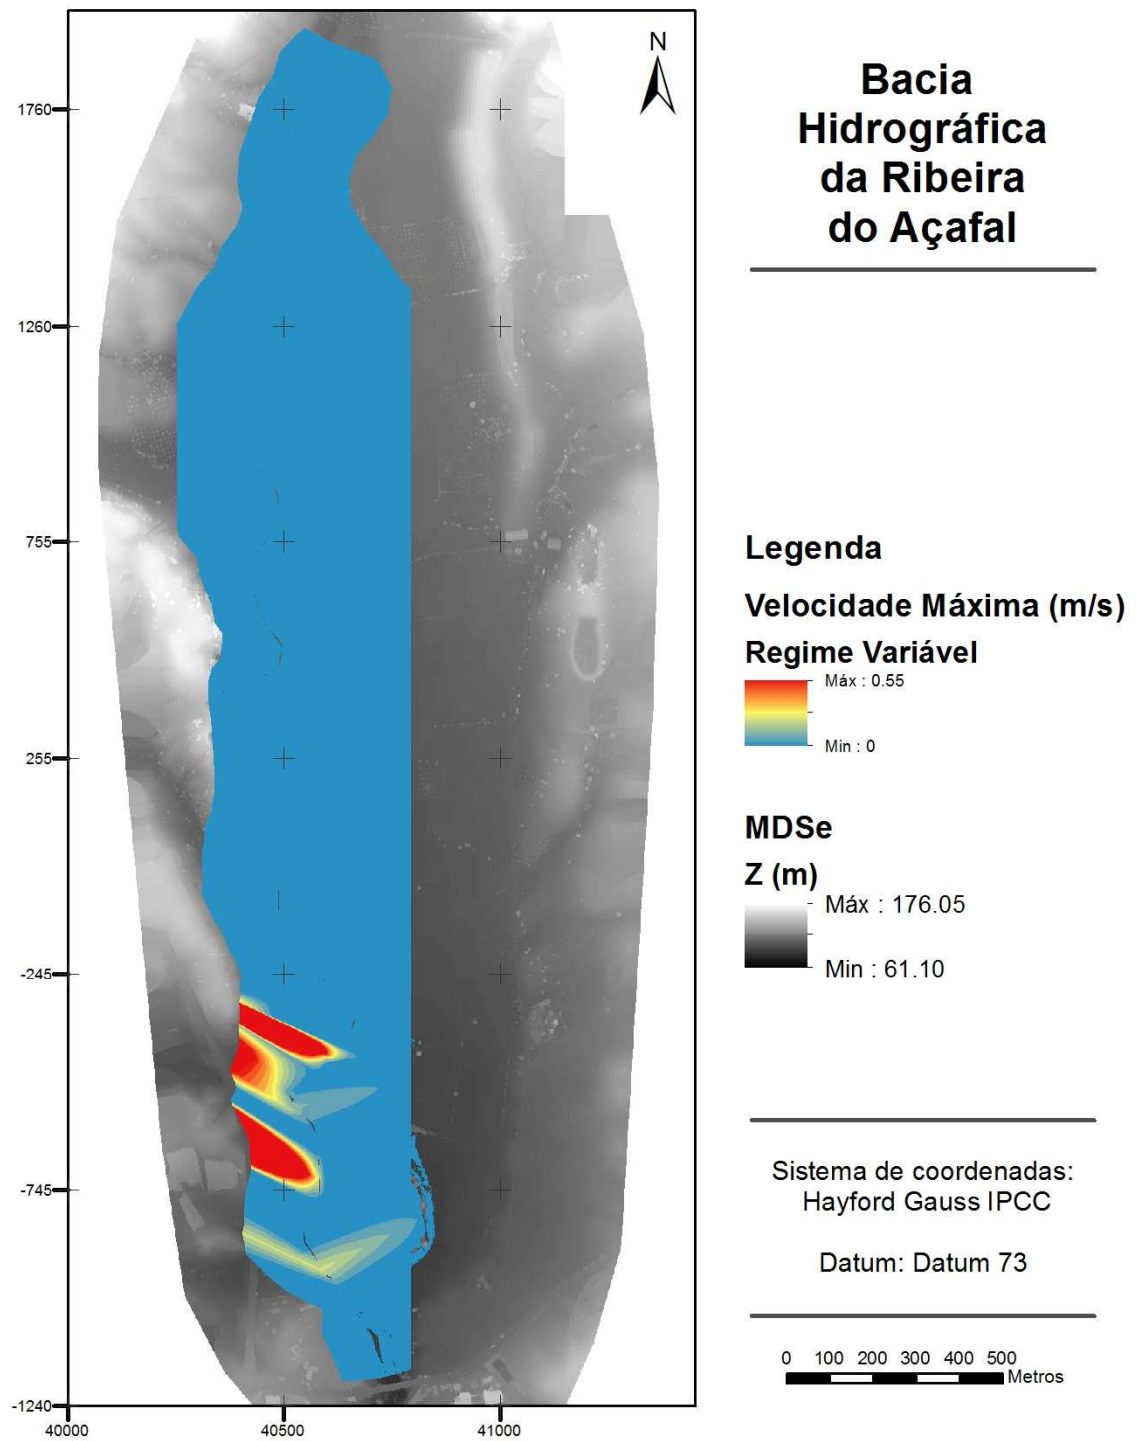 N
Bacia
Hidrográfica
da Ribeira
do Açafal
1760
1260
755
255
-245
-745
-1240
40000
40500
41000
Legenda
Velocidade Máxima (m/s)
Regime Variável
Máx : 0.55
Min : 0
MDSe
Z (m)
Máx : 176.05
Min : 61.10
Sistema de coordenadas:
Hayford Gauss IPCC
Datum: Datum 73
0 100 200 300 400 500
Metros